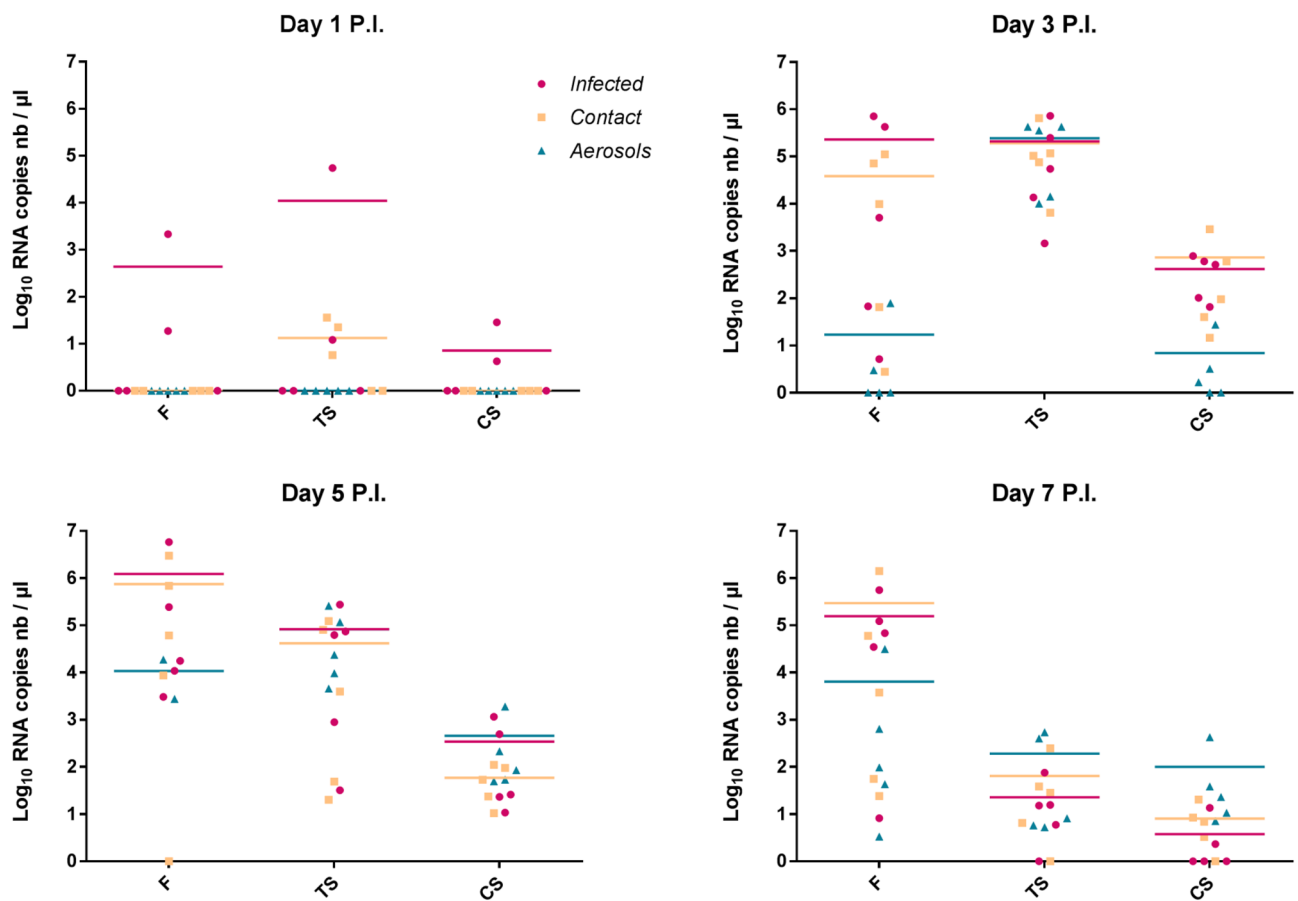 Day 1 P.I.
Log10 RNA copies nb / µl
7
6
5
4
3
2
1
0
F
TS
CS
Infected
Contact
Aerosols
Day 3 P.I.
Log10 RNA copies nb / µl
7
6
5
4
3
2
1
0
F
TS
CS
Day 5 P.I.
Log10 RNA copies nb / µl
7
6
5
4
3
2
1
0
F
TS
CS
Day 7 P.I.
Log10 RNA copies nb / µl
7
6
5
4
3
2
1
0
F
TS
CS